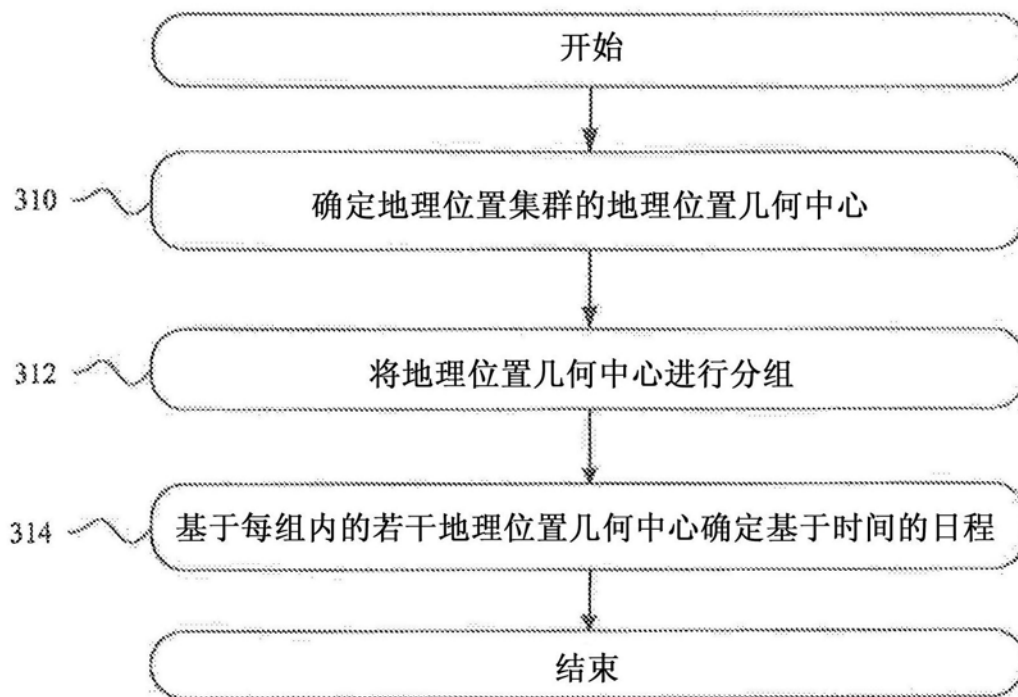 开始
310
确定地理位置集群的地理位置几何中心
312
将地理位置几何中心进行分组
314
基于每组内的若干地理位置几何中心确定基于时间的日程
结束